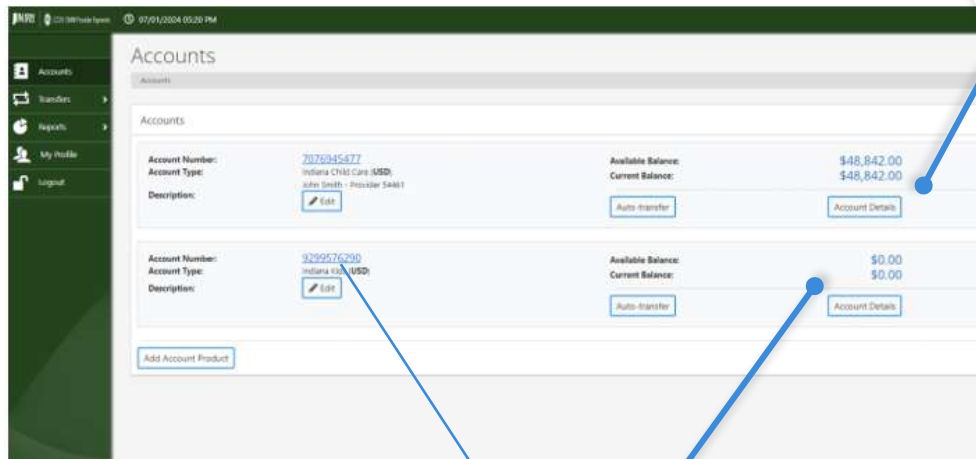 07/01/2024 05:20 PM
Accounts
Transfers
Reports
My Profile
Logout
Accounts
Accounts
Accounts
Account Number: 7076945477 Available Balance: $48,842.00
Account Type: Indiana Child Care (USD) Current Balance: $48,842.00
John Smith - Provider 54461
Description: Edit Auto-transfer Account Details
Account Number: 9299576290 Available Balance: $0.00
Account Type: Indiana (USD) Current Balance: $0.00
Description: Edit Auto-transfer Account Details
Add Account Product